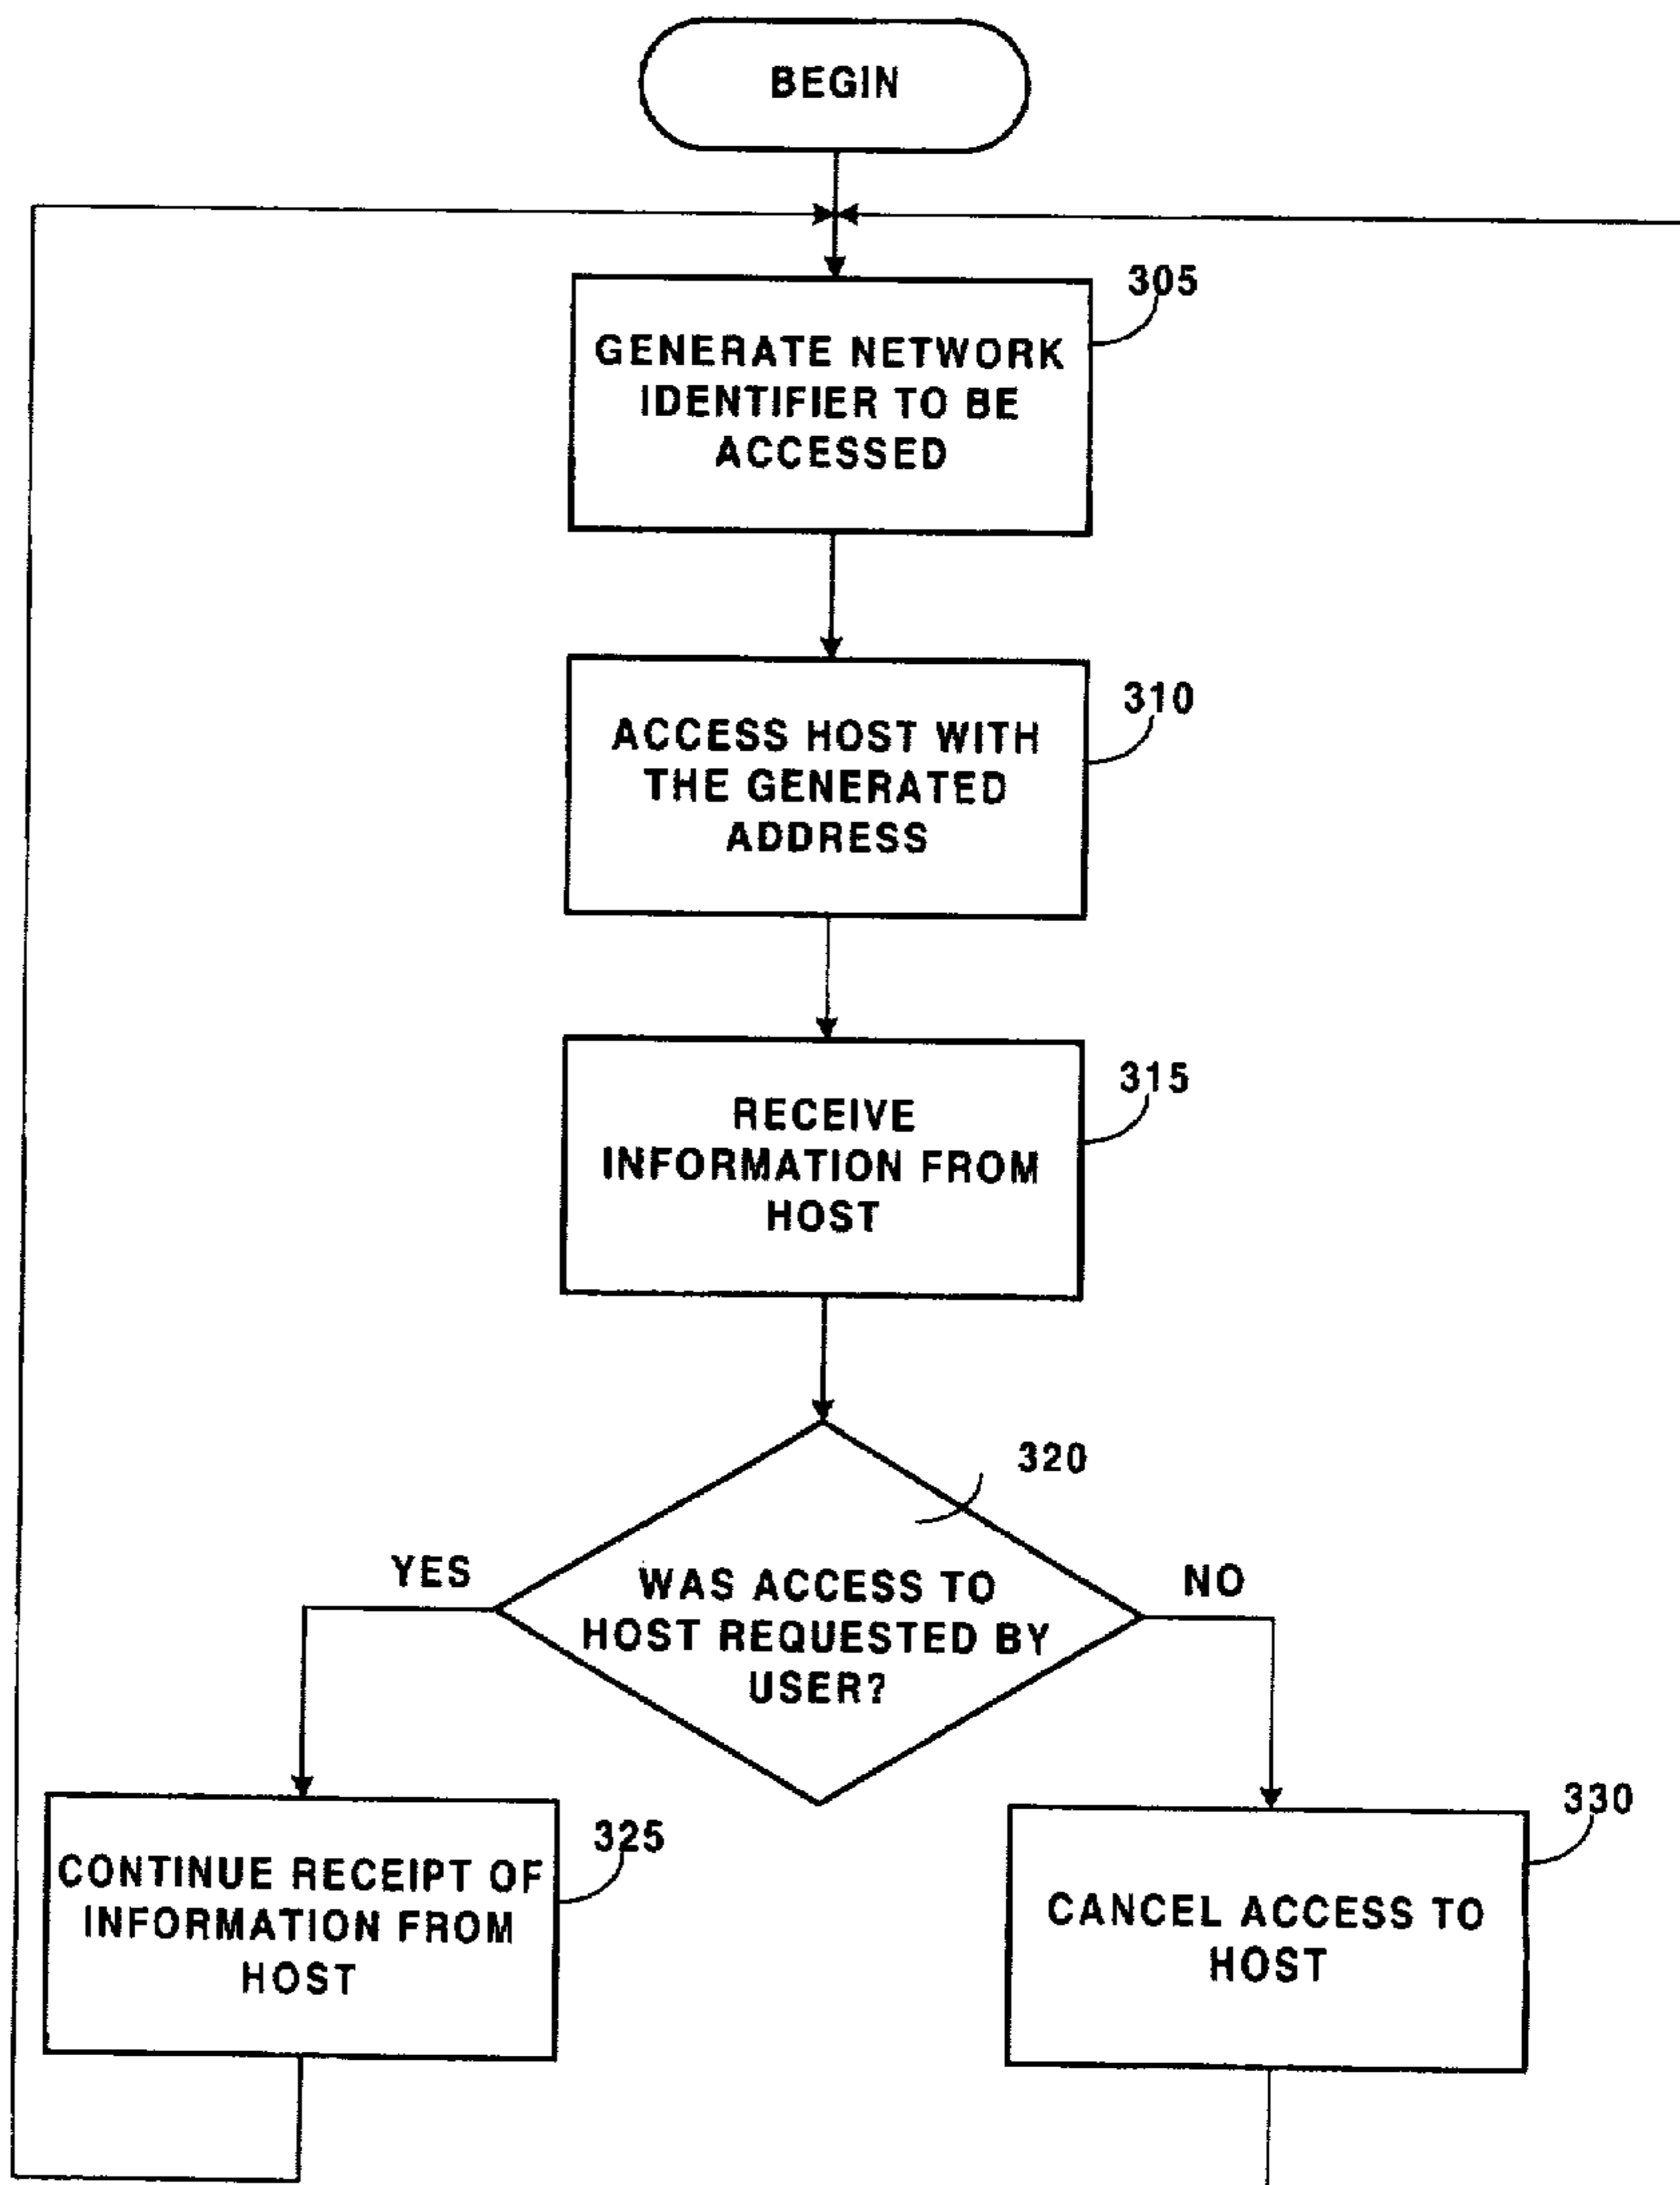 BEGIN
305
GENERATE NETWORK
IDENTIFIER TO BE
ACCESSED
310
ACCESS HOST WITH
THE GENERATED
ADDRESS
315
RECEIVE
INFORMATION FROM
HOST
320
YES
NO
WAS ACCESS TO
HOST REQUESTED BY
USER?
325
CONTINUE RECEIPT OF
INFORMATION FROM
HOST
330
CANCEL ACCESS TO
HOST